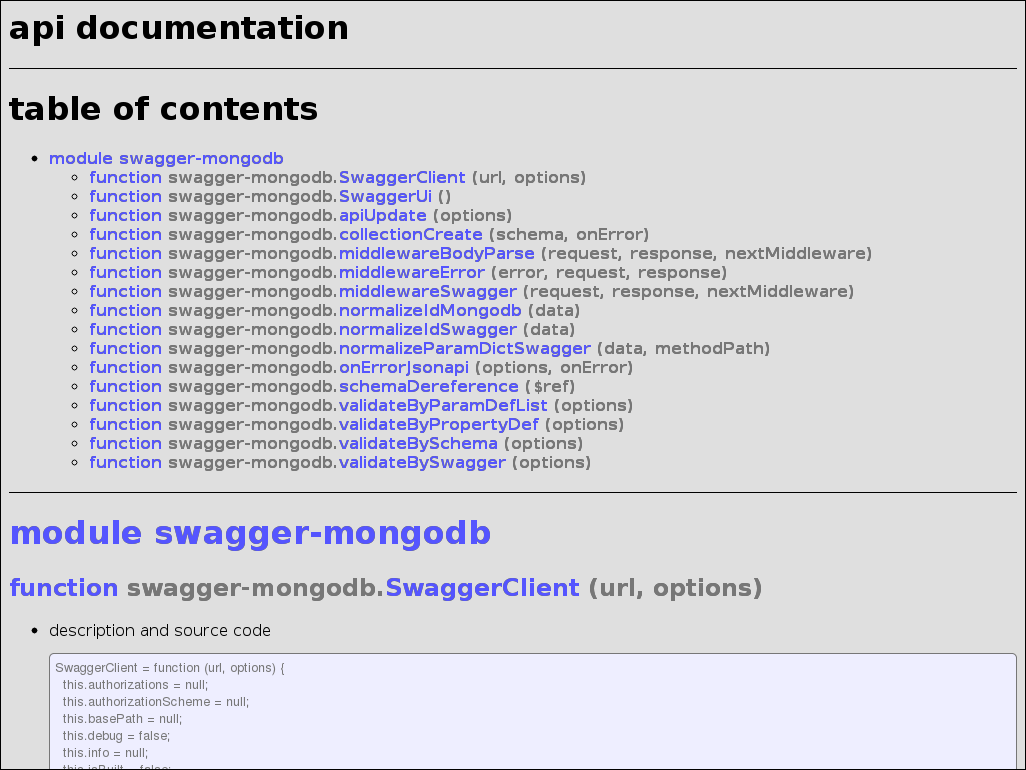 api documentation
table of contents
module swagger-mongodb
function swagger-mongodb.SwaggerClient (url, options)
function swagger-mongodb.SwaggerUi ()
function swagger-mongodb.apiUpdate (options)
function swagger-mongodb.collectionCreate (schema, onError)
function swagger-mongodb.middlewareBodyParse (request, response, nextMiddleware)
function swagger-mongodb.middlewareError (error, request, response)
function swagger-mongodb.middlewareSwagger (request, response, nextMiddleware)
function swagger-mongodb.normalizeIdMongodb (data)
function swagger-mongodb.normalizeIdSwagger (data)
function swagger-mongodb.normalizeParamDictSwagger (data, methodPath)
function swagger-mongodb.onErrorJsonapi (options, onError)
function swagger-mongodb.schemaDereference ($ref)
function swagger-mongodb.validateByParamDefList (options)
function swagger-mongodb.validateByPropertyDef (options)
function swagger-mongodb.validateBySchema (options)
function swagger-mongodb.validateBySwagger (options)
module swagger-mongodb
function swagger-mongodb.SwaggerClient (url, options)
description and source code
SwaggerClient = function (url, options) {
this.authorizations = null;
this.authorizationScheme = null;
this.basePath = null;
this.debug = false;
this.info = null;
this.isBuilt = false;